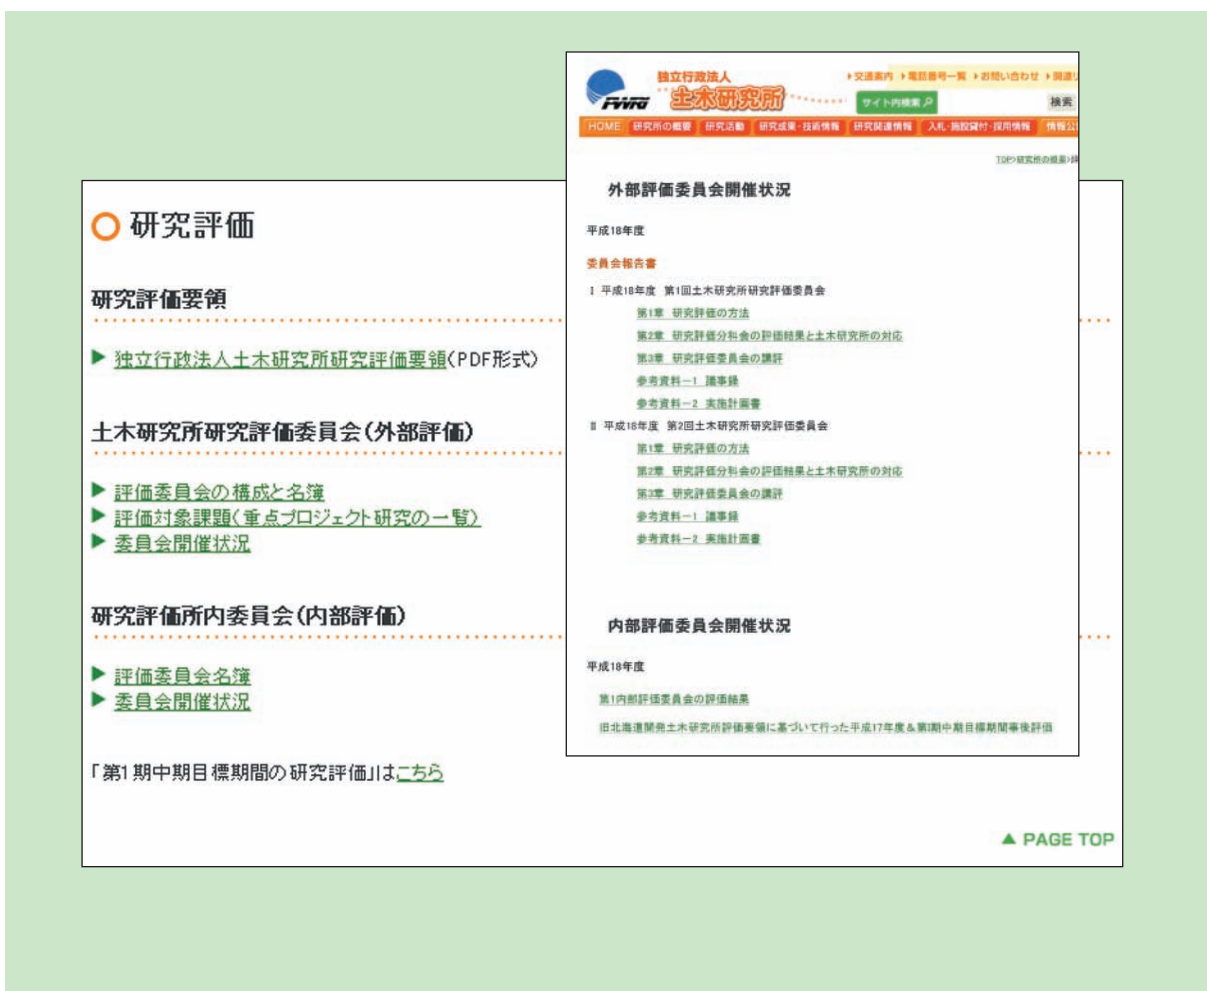 研究評価
研究評価要領
独立行政法人土木研究所研究評価要領(PDF形式)
土木研究所研究評価委員会(外部評価)
評価委員会の構成と名簿
評価対象課題(重点プロジェクト研究の一覧)
委員会開催状況
研究評価所内委員会(内部評価)
評価委員会名簿
委員会開催状況
「第1期中期目標期間の研究評価」はこちら
▲ PAGE TOP
PWRI
独立行政法人
土木研究所
交通案内 電話番号一覧 お問い合わせ 関連リ
サイト内検索 検索
HOME 研究所の概要 研究活動 研究成果・技術情報 研究関連情報 入札・施設貸付・採用情報 情報公
TOP>研究所の概要>評
外部評価委員会開催状況
平成18年度
委員会報告書
Ⅰ 平成18年度 第1回土木研究所研究評価委員会
第1章 研究評価の方法
第2章 研究評価分科会の評価結果と土木研究所の対応
第3章 研究評価委員会の講評
参考資料-1 議事録
参考資料-2 実施計画書
Ⅱ 平成18年度 第2回土木研究所研究評価委員会
第1章 研究評価の方法
第2章 研究評価分科会の評価結果と土木研究所の対応
第3章 研究評価委員会の講評
参考資料-1 議事録
参考資料-2 実施計画書
内部評価委員会開催状況
平成18年度
第1内部評価委員会の評価結果
旧北海道開発土木研究所評価要領に基づいて行った平成17年度&第Ⅰ期中期目標期間事後評価